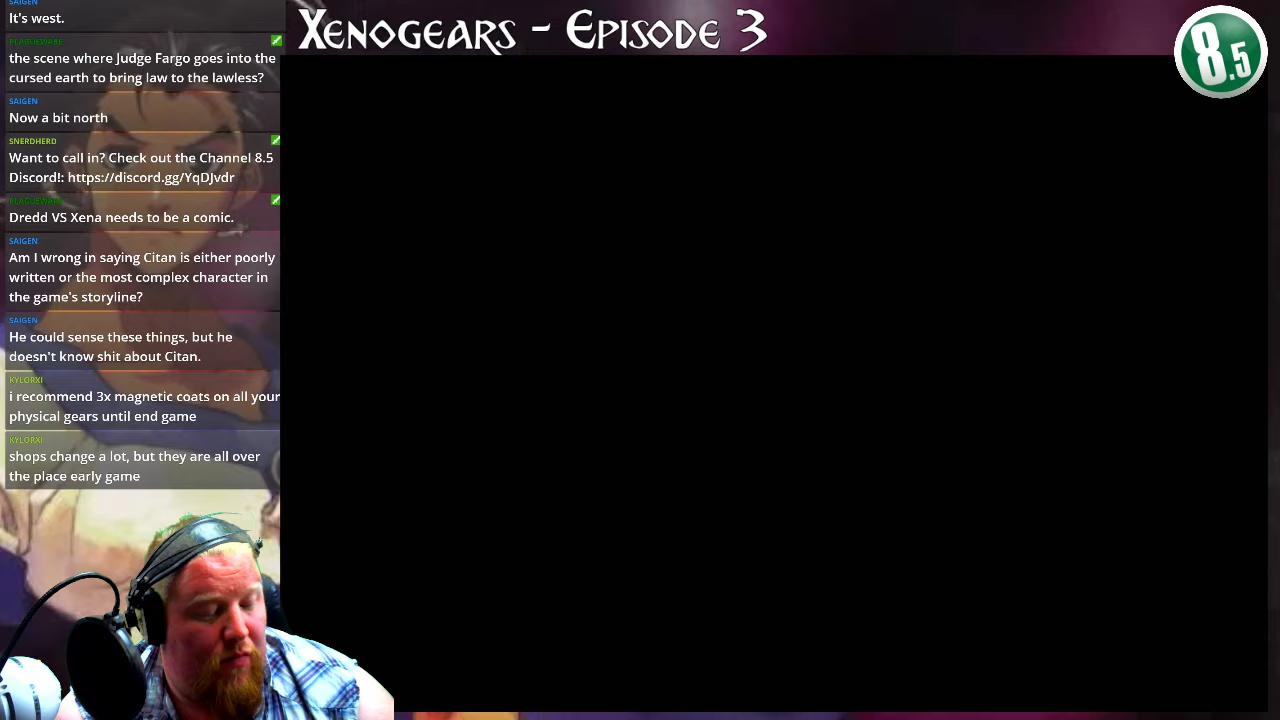 SAIGEN
It's west.
PLAGUEWARE
the scene where Judge Fargo goes into the
cursed earth to bring law to the lawless?
SAIGEN
Now a bit north
SNERDHERD
Want to call in? Check out the Channel 8.5
Discord!: https://discord.gg/YqDJvdr
PLAGUEWARE
Dredd VS Xena needs to be a comic.
SAIGEN
Am I wrong in saying Citan is either poorly
written or the most complex character in
the game's storyline?
SAIGEN
He could sense these things, but he
doesn't know shit about Citan.
KYLORXI
i recommend 3x magnetic coats on all your
physical gears until end game
KYLORXI
shops change a lot, but they are all over
the place early game
Xenogears - Episode 3
8.5